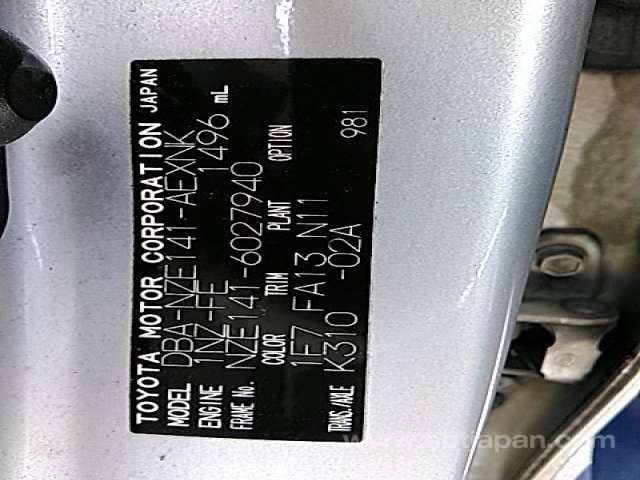 TOYOTA MOTOR CORPORATION JAPAN
MODEL DBA-NZE141-AEXNK
ENGINE 1NZ-FE 1496 mL
FRAME No. NZE141-6027940
COLOR TRIM PLANT OPTION
1F7 FA13 N11 981
TRANS./AXLE K310 -02A